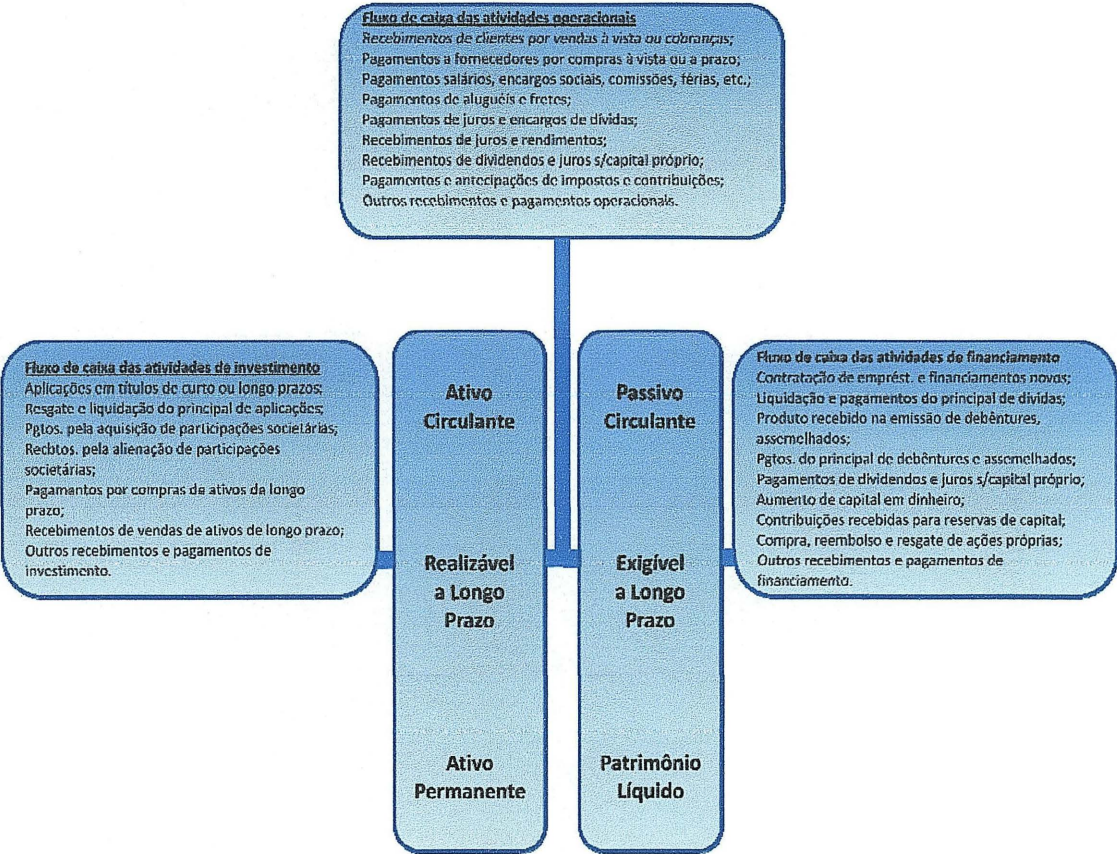 Fluxo de caixa das atividades operacionais
Recebimentos de clientes por vendas à vista ou cobranças;
Pagamentos a fornecedores por compras à vista ou a prazo;
Pagamentos salários, encargos sociais, comissões, férias, etc.;
Pagamentos de aluguéis e fretes;
Pagamentos de juros e encargos de dívidas;
Recebimentos de juros e rendimentos;
Recebimentos de dividendos e juros s/capital próprio;
Pagamentos e antecipações de impostos e contribuições;
Outros recebimentos e pagamentos operacionais.
Fluxo de caixa das atividades de investimento
Aplicações em títulos de curto ou longo prazos;
Resgate e liquidação do principal de aplicações;
Pgtos. pela aquisição de participações societárias;
Recbtos. pela alienação de participações
societárias;
Pagamentos por compras de ativos de longo
prazo;
Recebimentos de vendas de ativos de longo prazo;
Outros recebimentos e pagamentos de
investimento.
Ativo
Circulante
Realizável
a Longo
Prazo
Ativo
Permanente
Passivo
Circulante
Exigível
a Longo
Prazo
Patrimônio
Líquido
Fluxo de caixa das atividades de financiamento
Contratação de emprést. e financiamentos novos;
Liquidação e pagamentos do principal de dívidas;
Produto recebido na emissão de debêntures,
assemelhados;
Pgtos. do principal de debêntures e assemelhados;
Pagamentos de dividendos e juros s/capital próprio;
Aumento de capital em dinheiro;
Contribuições recebidas para reservas de capital;
Compra, reembolso e resgate de ações próprias;
Outros recebimentos e pagamentos de
financiamento.